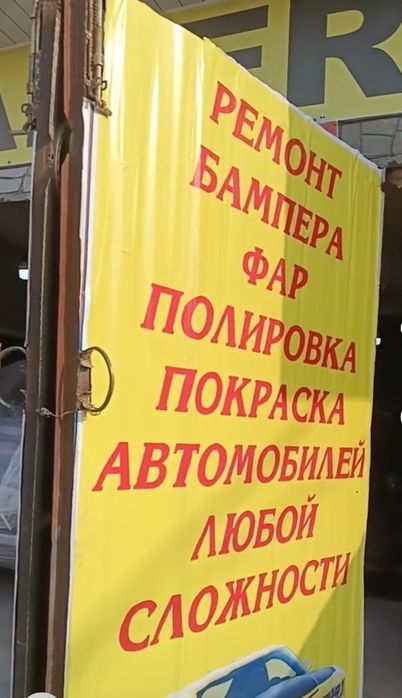 РЕМОНТ
БАМПЕРА
ФАР
ПОЛИРОВКА
ПОКРАСКА
АВТОМОБИЛЕЙ
ЛЮБОЙ
СЛОЖНОСТИ